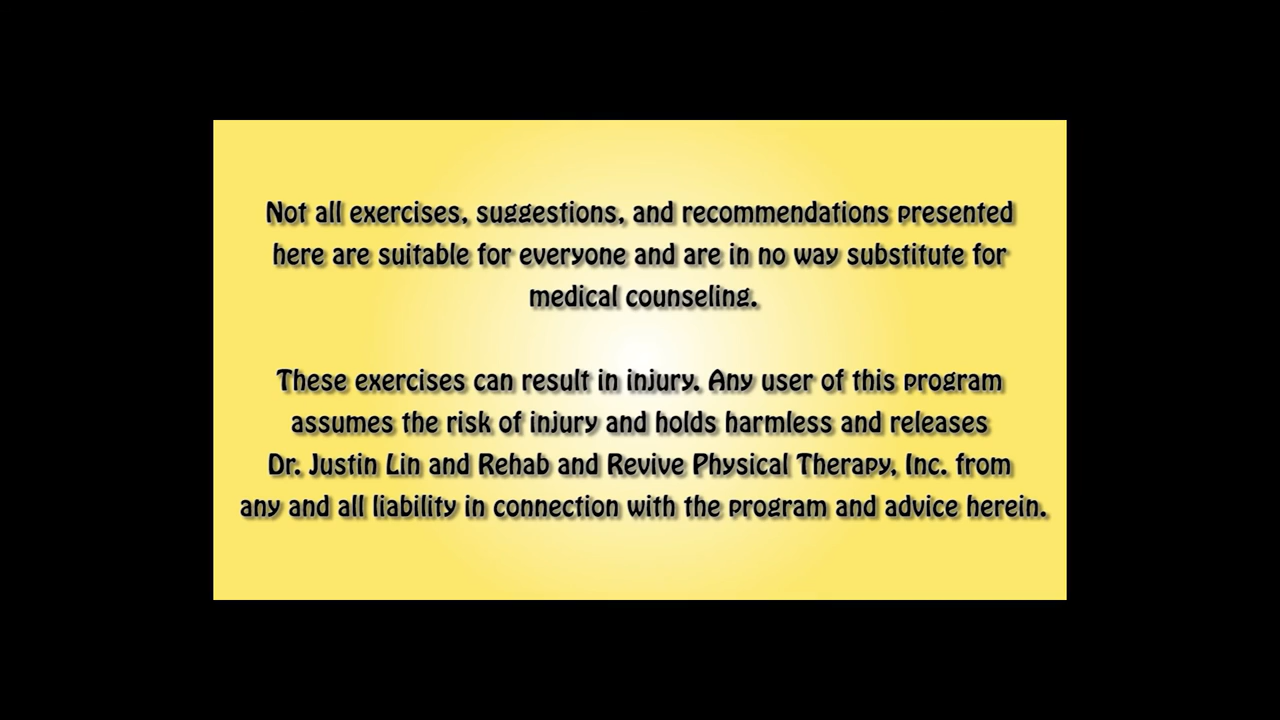 Not all exercises, suggestions, and recommendations presented
here are suitable for everyone and are in no way substitute for
medical counseling.
These exercises can result in injury. Any user of this program
assumes the risk of injury and holds harmless and releases
Dr. Justin Lin and Rehab and Revive Physical Therapy, Inc. from
any and all liability in connection with the program and advice herein.